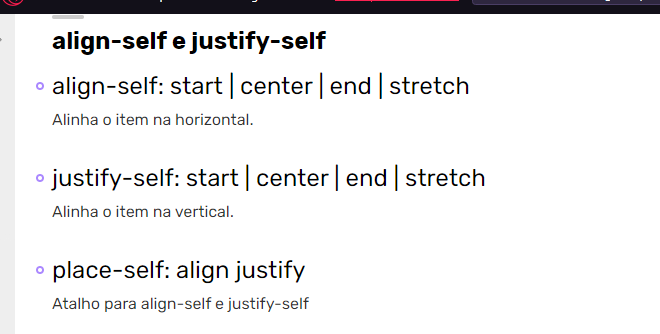 align-self e justify-self
align-self: start | center | end | stretch
Alinha o item na horizontal.
justify-self: start | center | end | stretch
Alinha o item na vertical.
place-self: align justify
Atalho para align-self e justify-self